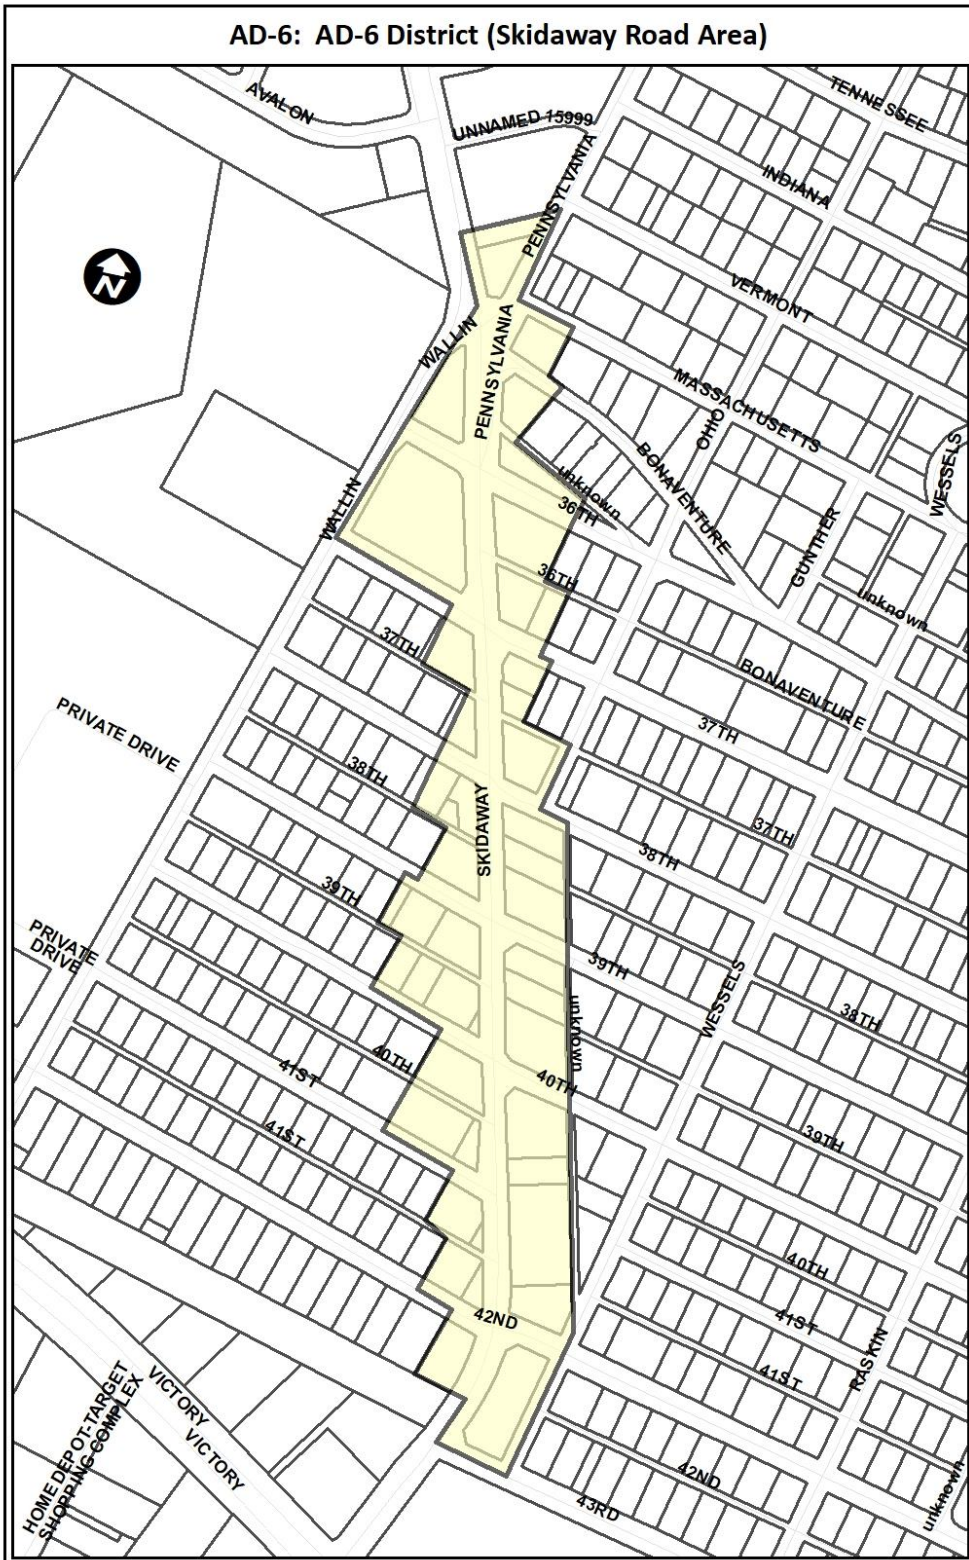 AD-6: AD-6 District (Skidaway Road Area)
AVALON
TENNESSEE
UNNAMED 15999
PENNSYLVANIA
INDIANA
N
VERMONT
WALLIN
PENNSYLVANIA
MASSACHUSETTS
OHIO
BONAVENTURE
WESSELS
unknown
36TH
WALLIN
GUNTHER
36TH
unknown
37TH
BONAVENTURE
PRIVATE DRIVE
37TH
38TH
SKIDAWAY
37TH
38TH
39TH
PRIVATE
DRIVE
39TH
WESSELS
unknown
38TH
40TH
41ST
40TH
41ST
39TH
40TH
42ND
41ST
RASKIN
41ST
HOME DEPOT-TARGET
SHOPPING COMPLEX
VICTORY
VICTORY
42ND
43RD
unknown